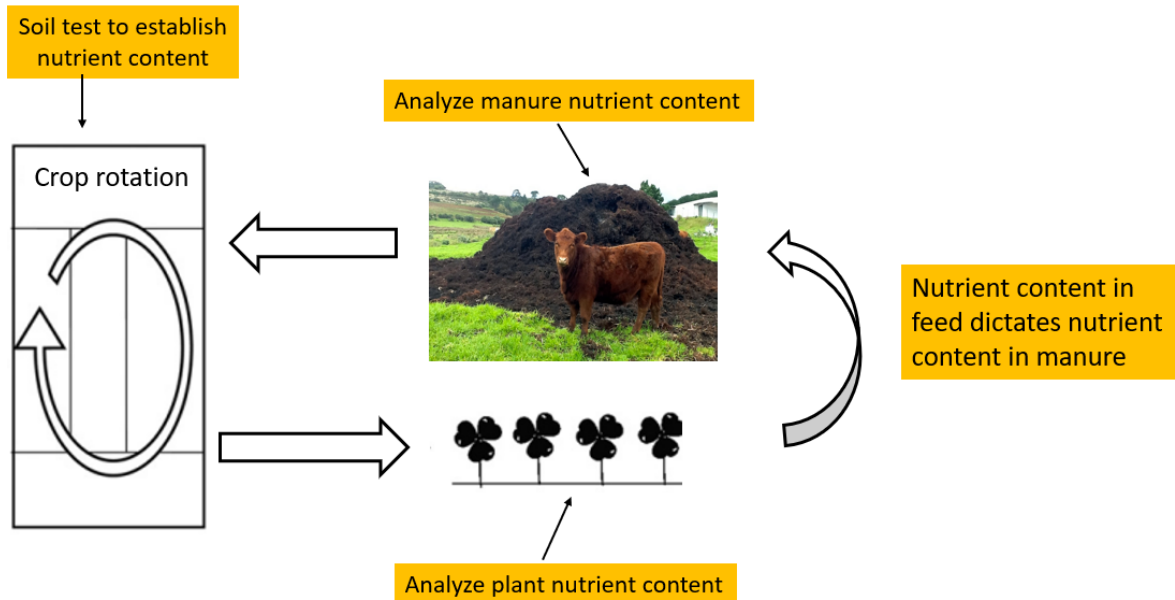 Soil test to establish
nutrient content
Analyze manure nutrient content
Crop rotation
Nutrient content in
feed dictates nutrient
content in manure
Analyze plant nutrient content